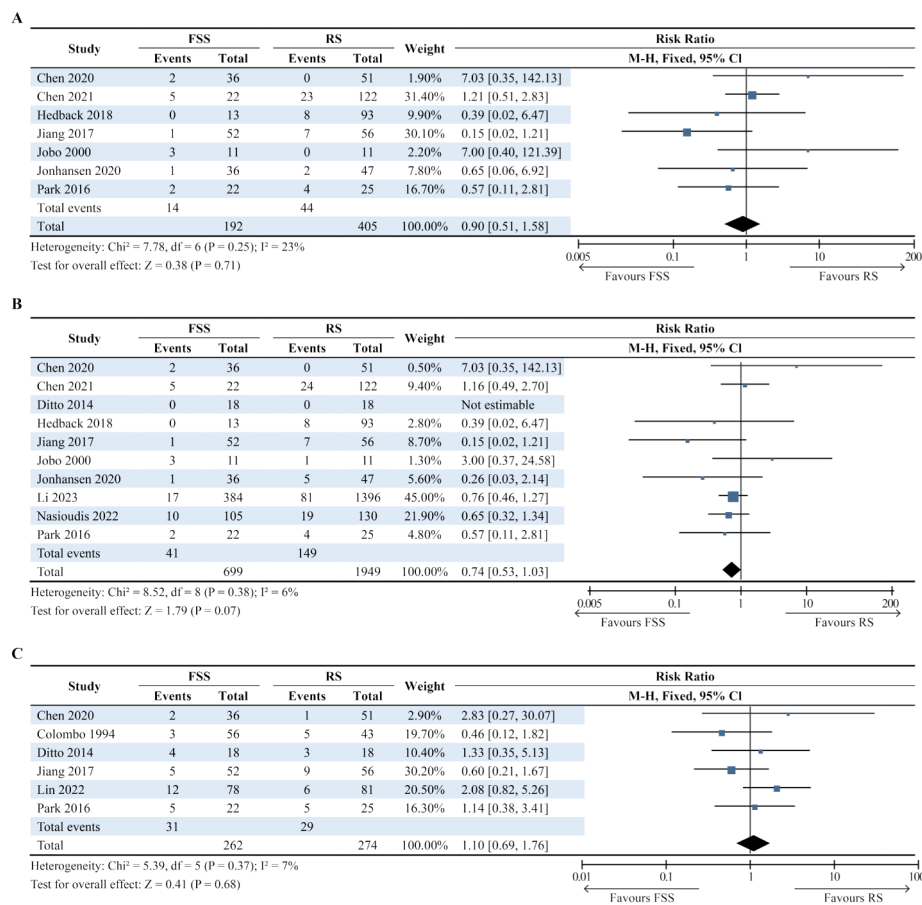 A
Study FSS RS Weight Risk Ratio
Events Total Events Total M-H, Fixed, 95% Cl
Chen 2020 2 36 0 51 1.90% 7.03 [0.35, 142.13]
Chen 2021 5 22 23 122 31.40% 1.21 [0.51, 2.83]
Hedback 2018 0 13 8 93 9.90% 0.39 [0.02, 6.47]
Jiang 2017 1 52 7 56 30.10% 0.15 [0.02, 1.21]
Jobo 2000 3 11 0 11 2.20% 7.00 [0.40, 121.39]
Jonhansen 2020 1 36 2 47 7.80% 0.65 [0.06, 6.92]
Park 2016 2 22 4 25 16.70% 0.57 [0.11, 2.81]
Total events 14 44
Total 192 405 100.00% 0.90 [0.51, 1.58]
Heterogeneity: Chi² = 7.78, df = 6 (P = 0.25); I² = 23%
Test for overall effect: Z = 0.38 (P = 0.71)
0.005 0.1 1 10 200
Favours FSS Favours RS
B
Study FSS RS Weight Risk Ratio
Events Total Events Total M-H, Fixed, 95% Cl
Chen 2020 2 36 0 51 0.50% 7.03 [0.35, 142.13]
Chen 2021 5 22 24 122 9.40% 1.16 [0.49, 2.70]
Ditto 2014 0 18 0 18 Not estimable
Hedback 2018 0 13 8 93 2.80% 0.39 [0.02, 6.47]
Jiang 2017 1 52 7 56 8.70% 0.15 [0.02, 1.21]
Jobo 2000 3 11 1 11 1.30% 3.00 [0.37, 24.58]
Jonhansen 2020 1 36 5 47 5.60% 0.26 [0.03, 2.14]
Li 2023 17 384 81 1396 45.00% 0.76 [0.46, 1.27]
Nasioudis 2022 10 105 19 130 21.90% 0.65 [0.32, 1.34]
Park 2016 2 22 4 25 4.80% 0.57 [0.11, 2.81]
Total events 41 149
Total 699 1949 100.00% 0.74 [0.53, 1.03]
Heterogeneity: Chi² = 8.52, df = 8 (P = 0.38); I² = 6%
Test for overall effect: Z = 1.79 (P = 0.07)
0.005 0.1 1 10 200
Favours FSS Favours RS
C
Study FSS RS Weight Risk Ratio
Events Total Events Total M-H, Fixed, 95% Cl
Chen 2020 2 36 1 51 2.90% 2.83 [0.27, 30.07]
Colombo 1994 3 56 5 43 19.70% 0.46 [0.12, 1.82]
Ditto 2014 4 18 3 18 10.40% 1.33 [0.35, 5.13]
Jiang 2017 5 52 9 56 30.20% 0.60 [0.21, 1.67]
Lin 2022 12 78 6 81 20.50% 2.08 [0.82, 5.26]
Park 2016 5 22 5 25 16.30% 1.14 [0.38, 3.41]
Total events 31 29
Total 262 274 100.00% 1.10 [0.69, 1.76]
Heterogeneity: Chi² = 5.39, df = 5 (P = 0.37); I² = 7%
Test for overall effect: Z = 0.41 (P = 0.68)
0.01 0.1 1 10 100
Favours FSS Favours RS